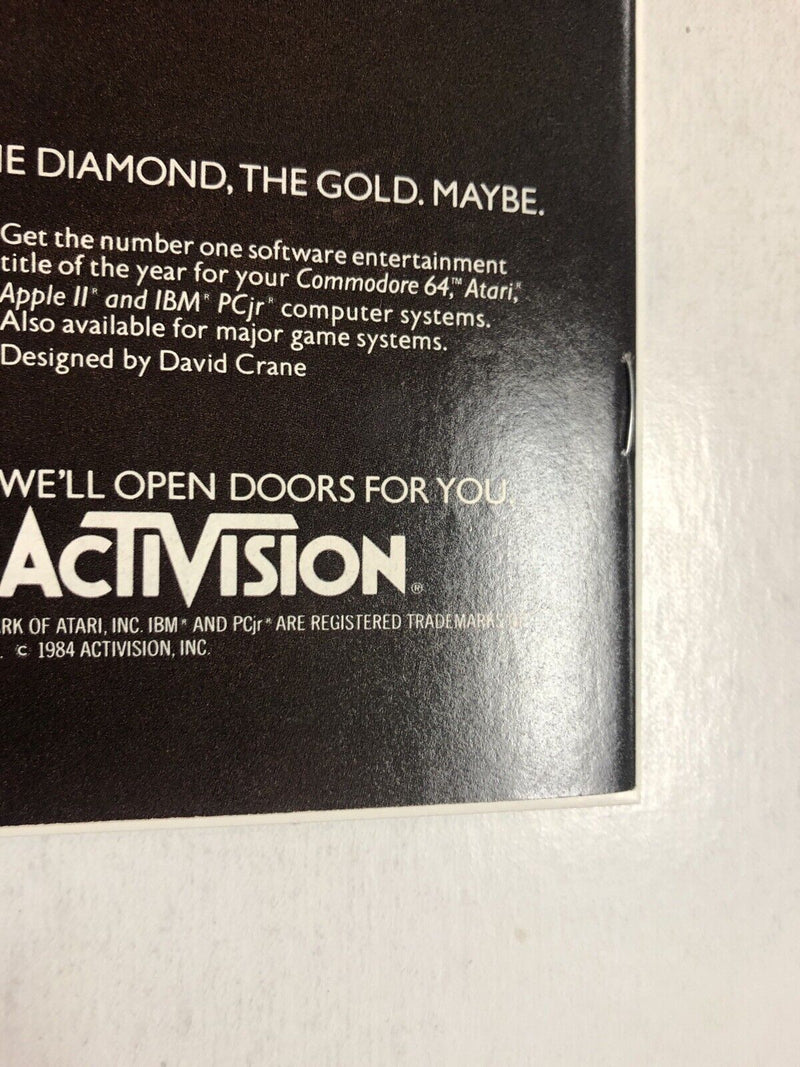 IE DIAMOND, THE GOLD. MAYBE.
Get the number one software entertainment
title of the year for your Commodore 64,™ Atari,®
Apple II® and IBM® PCjr® computer systems.
Also available for major game systems.
Designed by David Crane
WE'LL OPEN DOORS FOR YOU.
ACTIVISION®
RK OF ATARI, INC. IBM® AND PCjr® ARE REGISTERED TRADEMARKS
. © 1984 ACTIVISION, INC.